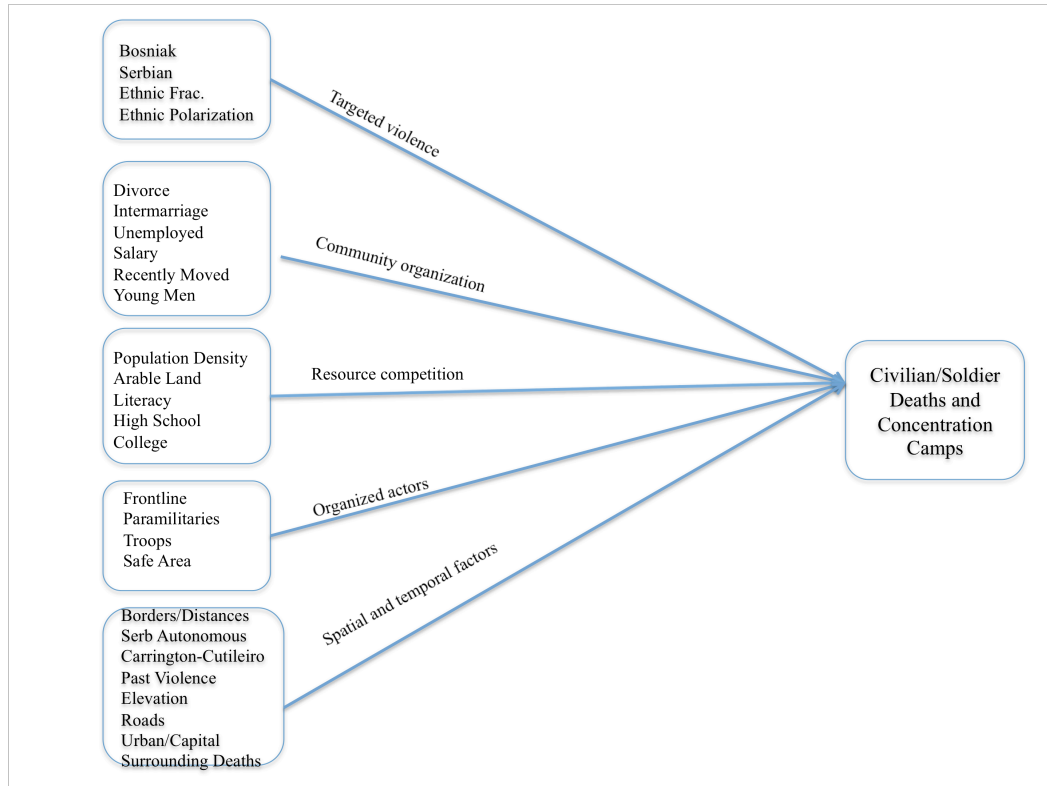 Bosniak
Serbian
Ethnic Frac.
Ethnic Polarization
Targeted violence
Divorce
Intermarriage
Unemployed
Salary
Recently Moved
Young Men
Community organization
Population Density
Arable Land
Literacy
High School
College
Resource competition
Frontline
Paramilitaries
Troops
Safe Area
Organized actors
Borders/Distances
Serb Autonomous
Carrington-Cutileiro
Past Violence
Elevation
Roads
Urban/Capital
Surrounding Deaths
Spatial and temporal factors
Civilian/Soldier
Deaths and
Concentration
Camps